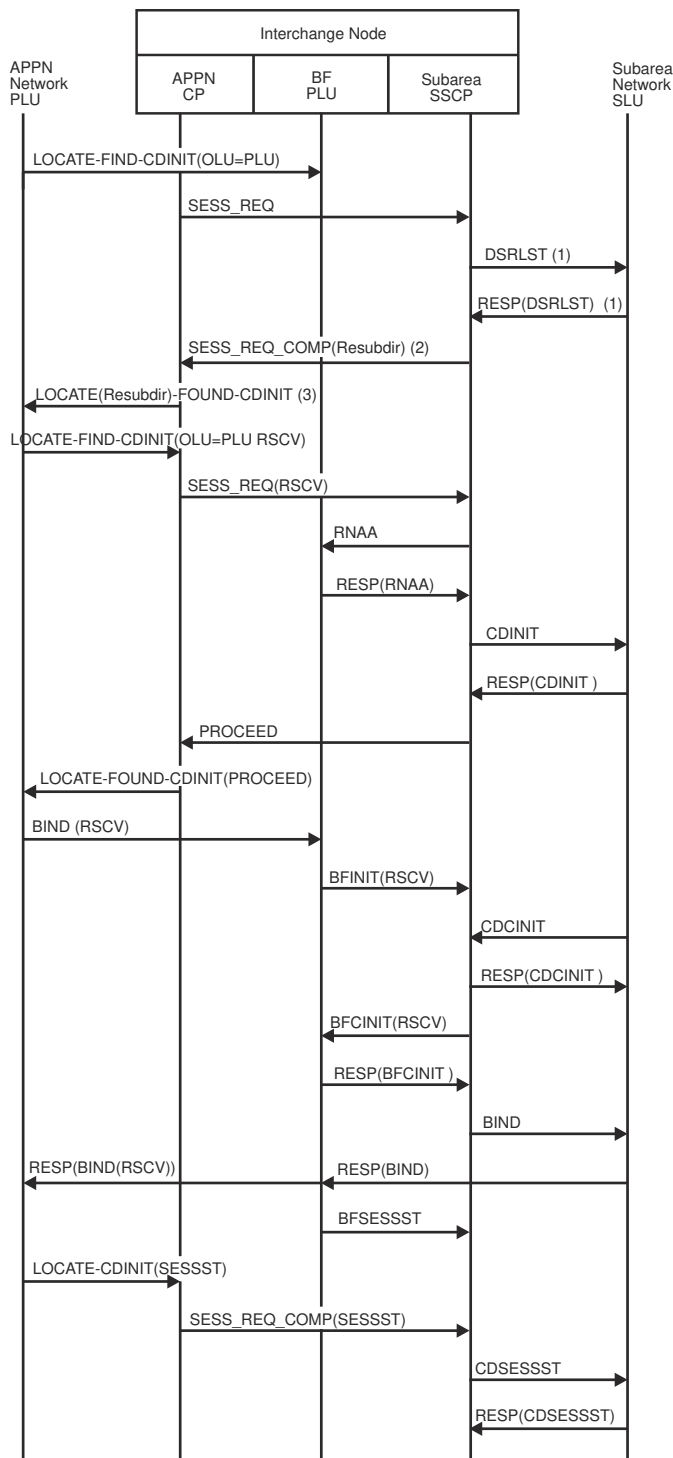 Interchange Node
APPN
Network
PLU
APPN
CP
BF
PLU
Subarea
SSCP
Subarea
Network
SLU
LOCATE-FIND-CDINIT(OLU=PLU)
SESS_REQ
DSRLST (1)
RESP(DSRLST) (1)
SESS_REQ_COMP(Resubdir) (2)
LOCATE(Resubdir)-FOUND-CDINIT (3)
LOCATE-FIND-CDINIT(OLU=PLU RSCV)
SESS_REQ(RSCV)
RNAA
RESP(RNAA)
CDINIT
RESP(CDINIT )
PROCEED
LOCATE-FOUND-CDINIT(PROCEED)
BIND (RSCV)
BFINIT(RSCV)
CDCINIT
RESP(CDCINIT )
BFCINIT(RSCV)
RESP(BFCINIT )
BIND
RESP(BIND(RSCV))
RESP(BIND)
BFSESSST
LOCATE-CDINIT(SESSST)
SESS_REQ_COMP(SESSST)
CDSESSST
RESP(CDSESSST)